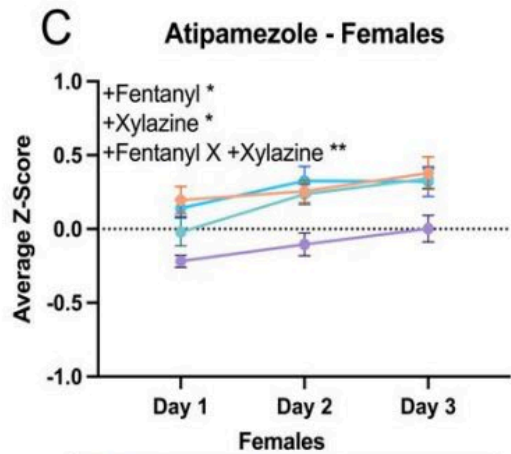 C
Atipamezole - Females
1.0
+Fentanyl *
+Xylazine *
+Fentanyl X +Xylazine **
0.5
0.0
-0.5
-1.0
Average Z-Score
Day 1 Day 2 Day 3
Females